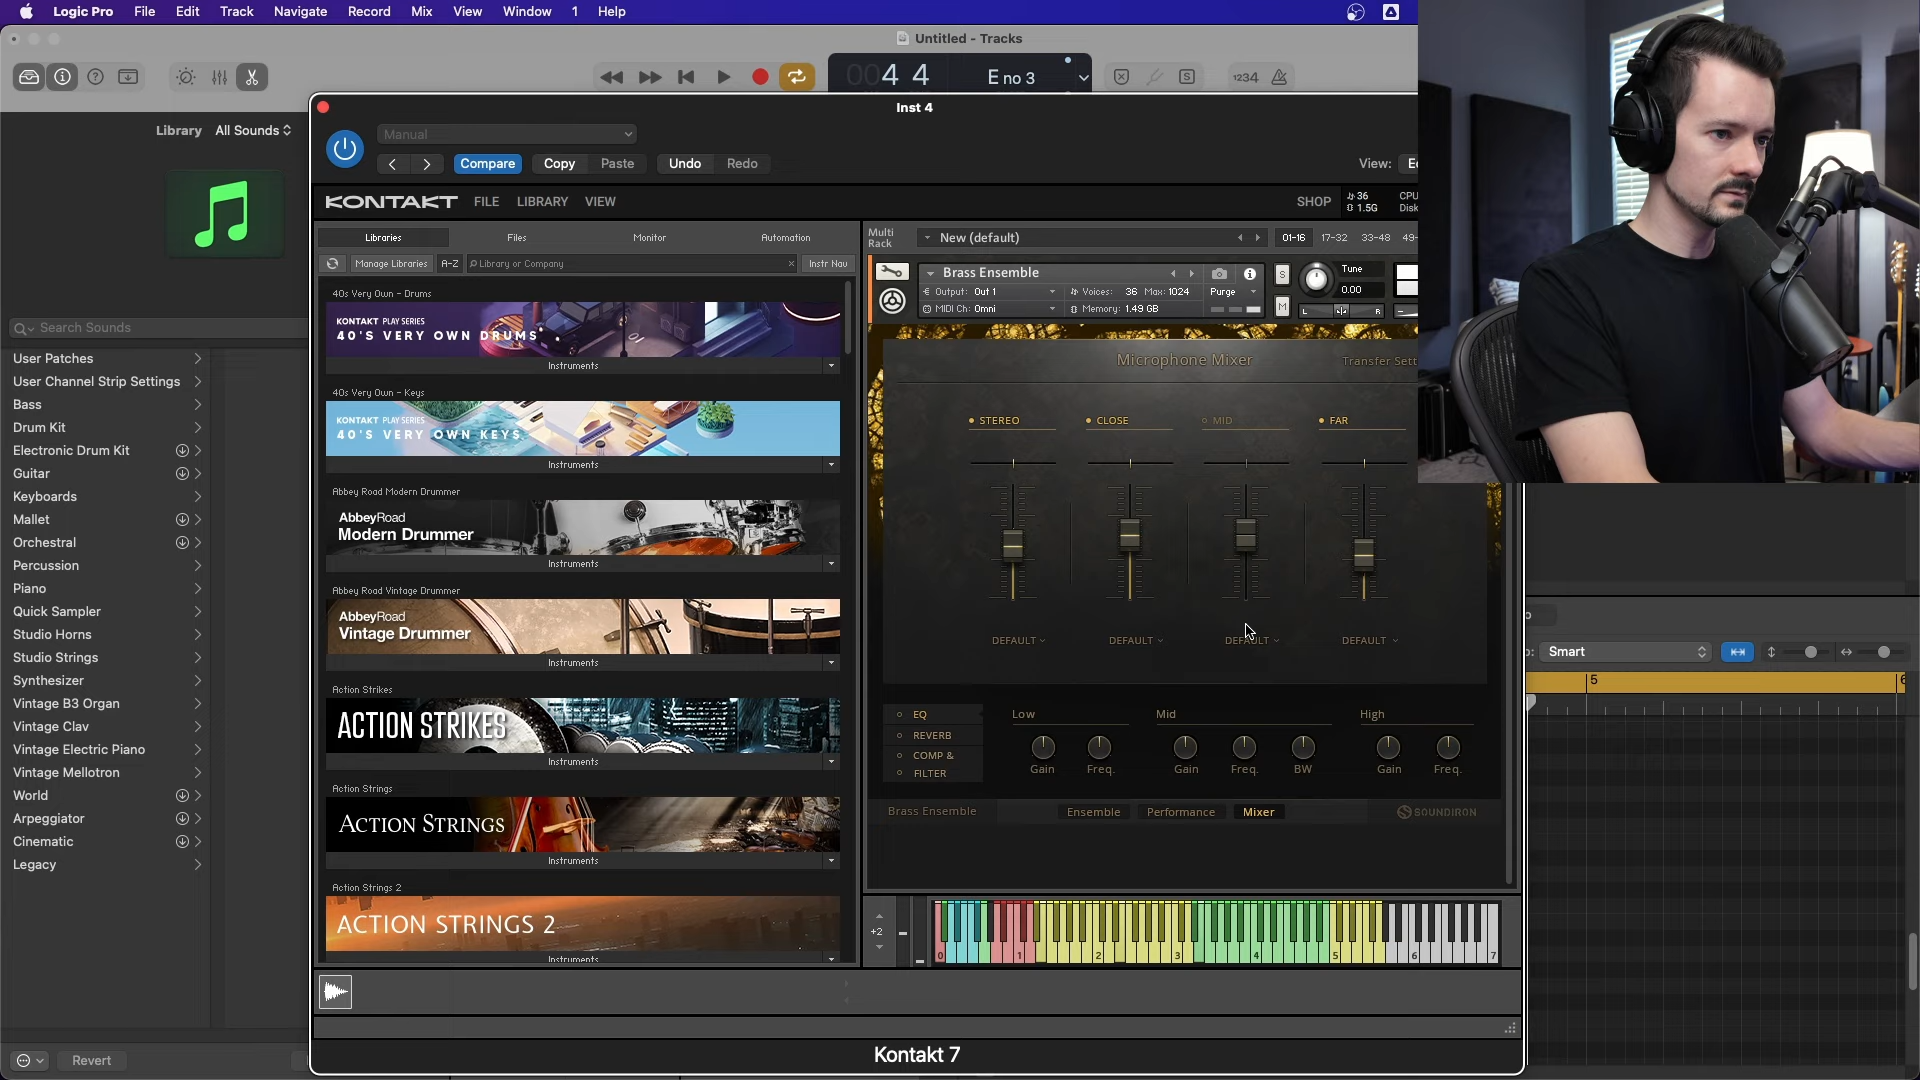 Logic Pro File Edit Track Navigate Record Mix View Window 1 Help
Untitled - Tracks
004 4 E no 3
1234
Library All Sounds
Search Sounds
User Patches
User Channel Strip Settings
Bass
Drum Kit
Electronic Drum Kit
Guitar
Keyboards
Mallet
Orchestral
Percussion
Piano
Quick Sampler
Studio Horns
Studio Strings
Synthesizer
Vintage B3 Organ
Vintage Clav
Vintage Electric Piano
Vintage Mellotron
World
Arpeggiator
Cinematic
Legacy
Revert
Inst 4
Manual
Compare Copy Paste Undo Redo
View:
KONTAKT FILE LIBRARY VIEW
SHOP 36 CPU
1.5G Disk
Libraries Files Monitor Automation
Manage Libraries A-Z Library or Company Instr Nav
40s Very Own - Drums
KONTAKT PLAY SERIES
40'S VERY OWN DRUMS
Instruments
40s Very Own - Keys
KONTAKT PLAY SERIES
40'S VERY OWN KEYS
Instruments
Abbey Road Modern Drummer
AbbeyRoad
Modern Drummer
Instruments
Abbey Road Vintage Drummer
AbbeyRoad
Vintage Drummer
Instruments
Action Strikes
ACTION STRIKES
Instruments
Action Strings
ACTION STRINGS
Instruments
Action Strings 2
ACTION STRINGS 2
Instruments
Multi
Rack
New (default) 01-16 17-32 33-48 49-
Brass Ensemble
Output: Out 1 Voices: 36 Max: 1024 Purge
MIDI Ch: Omni Memory: 1.49 GB
S
M
Tune
0.00
L R
Microphone Mixer Transfer Sett
STEREO CLOSE MID FAR
DEFAULT DEFAULT DEFAULT DEFAULT
EQ
REVERB
COMP &
FILTER
Low Mid High
Gain Freq. Gain Freq. BW Gain Freq.
Brass Ensemble Ensemble Performance Mixer SOUNDIRON
+2
0 1 2 3 4 5 6 7
Kontakt 7
Smart
5 6